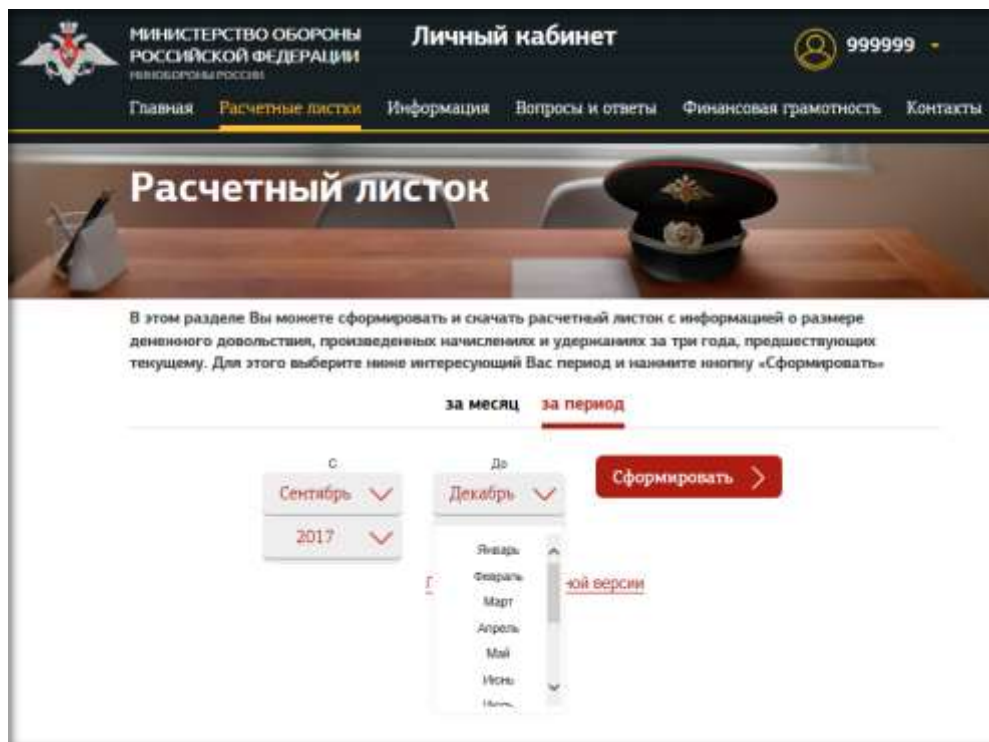 МИНИСТЕРСТВО ОБОРОНЫ
РОССИЙСКОЙ ФЕДЕРАЦИИ
МИНОБОРОНЫ РОССИИ
Личный кабинет
999999
Главная Расчетные листки Информация Вопросы и ответы Финансовая грамотность Контакты
Расчетный листок
В этом разделе Вы можете сформировать и скачать расчетный листок с информацией о размере
денежного довольствия, произведенных начислениях и удержаниях за три года, предшествующих
текущему. Для этого выберите ниже интересующий Вас период и нажмите кнопку «Сформировать»
за месяц за период
С До
Сентябрь Декабрь Сформировать
2017
Январь
Февраль
Март
Апрель
Май
Июнь
Июль
ной версии